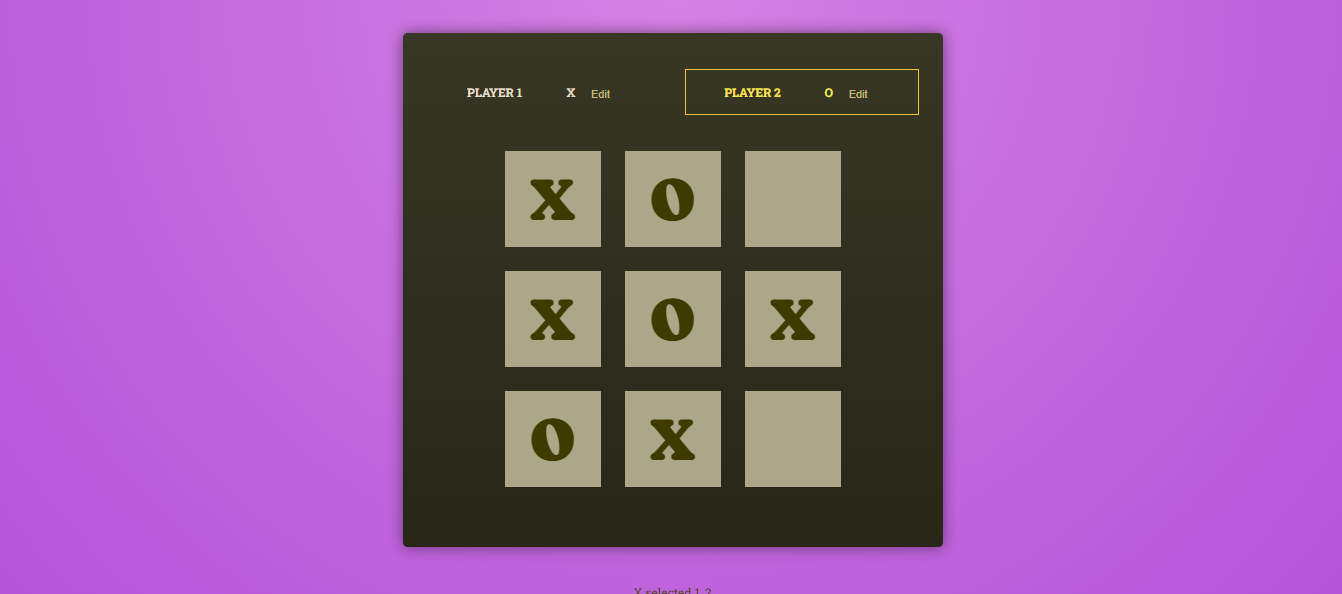 PLAYER 1 X Edit PLAYER 2 O Edit
X O
X O X
O X
X selected 1, 2